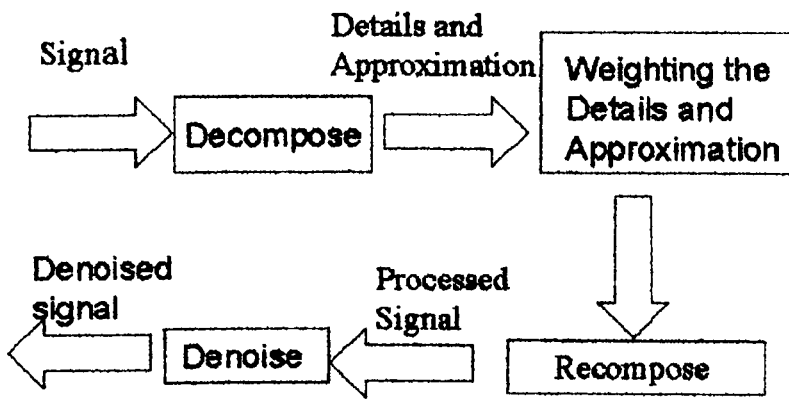 Signal
Decompose
Details and
Approximation
Weighting the
Details and
Approximation
Recompose
Processed
Signal
Denoise
Denoised
signal